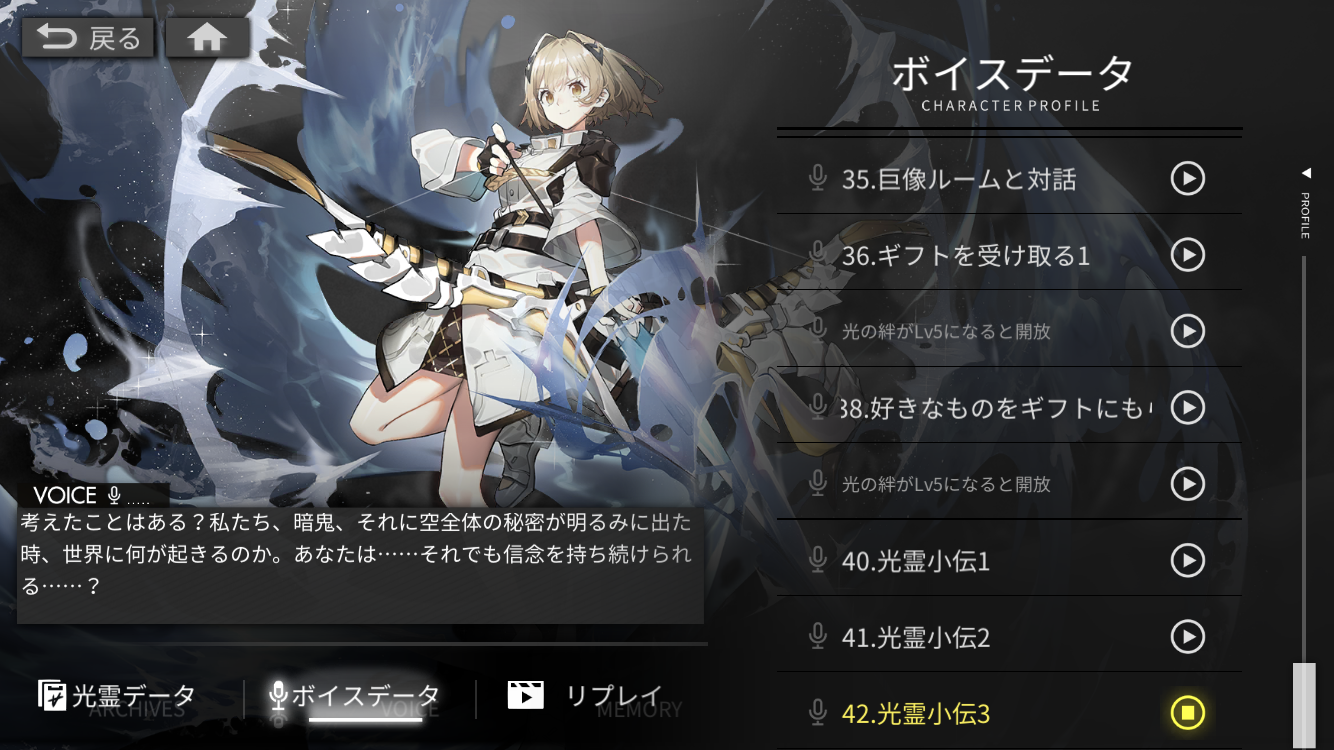 戻る
ボイスデータ
CHARACTER PROFILE
35.巨像ルームと対話
36.ギフトを受け取る1
光の絆がLv5になると開放
38.好きなものをギフトにも
光の絆がLv5になると開放
40.光霊小伝1
41.光霊小伝2
42.光霊小伝3
PROFILE
VOICE
考えたことはある？私たち、暗鬼、それに空全体の秘密が明るみに出た
時、世界に何が起きるのか。あなたは……それでも信念を持ち続けられ
る……？
光霊データ
ARCHIVES
ボイスデータ
VOICE
リプレイ
MEMORY